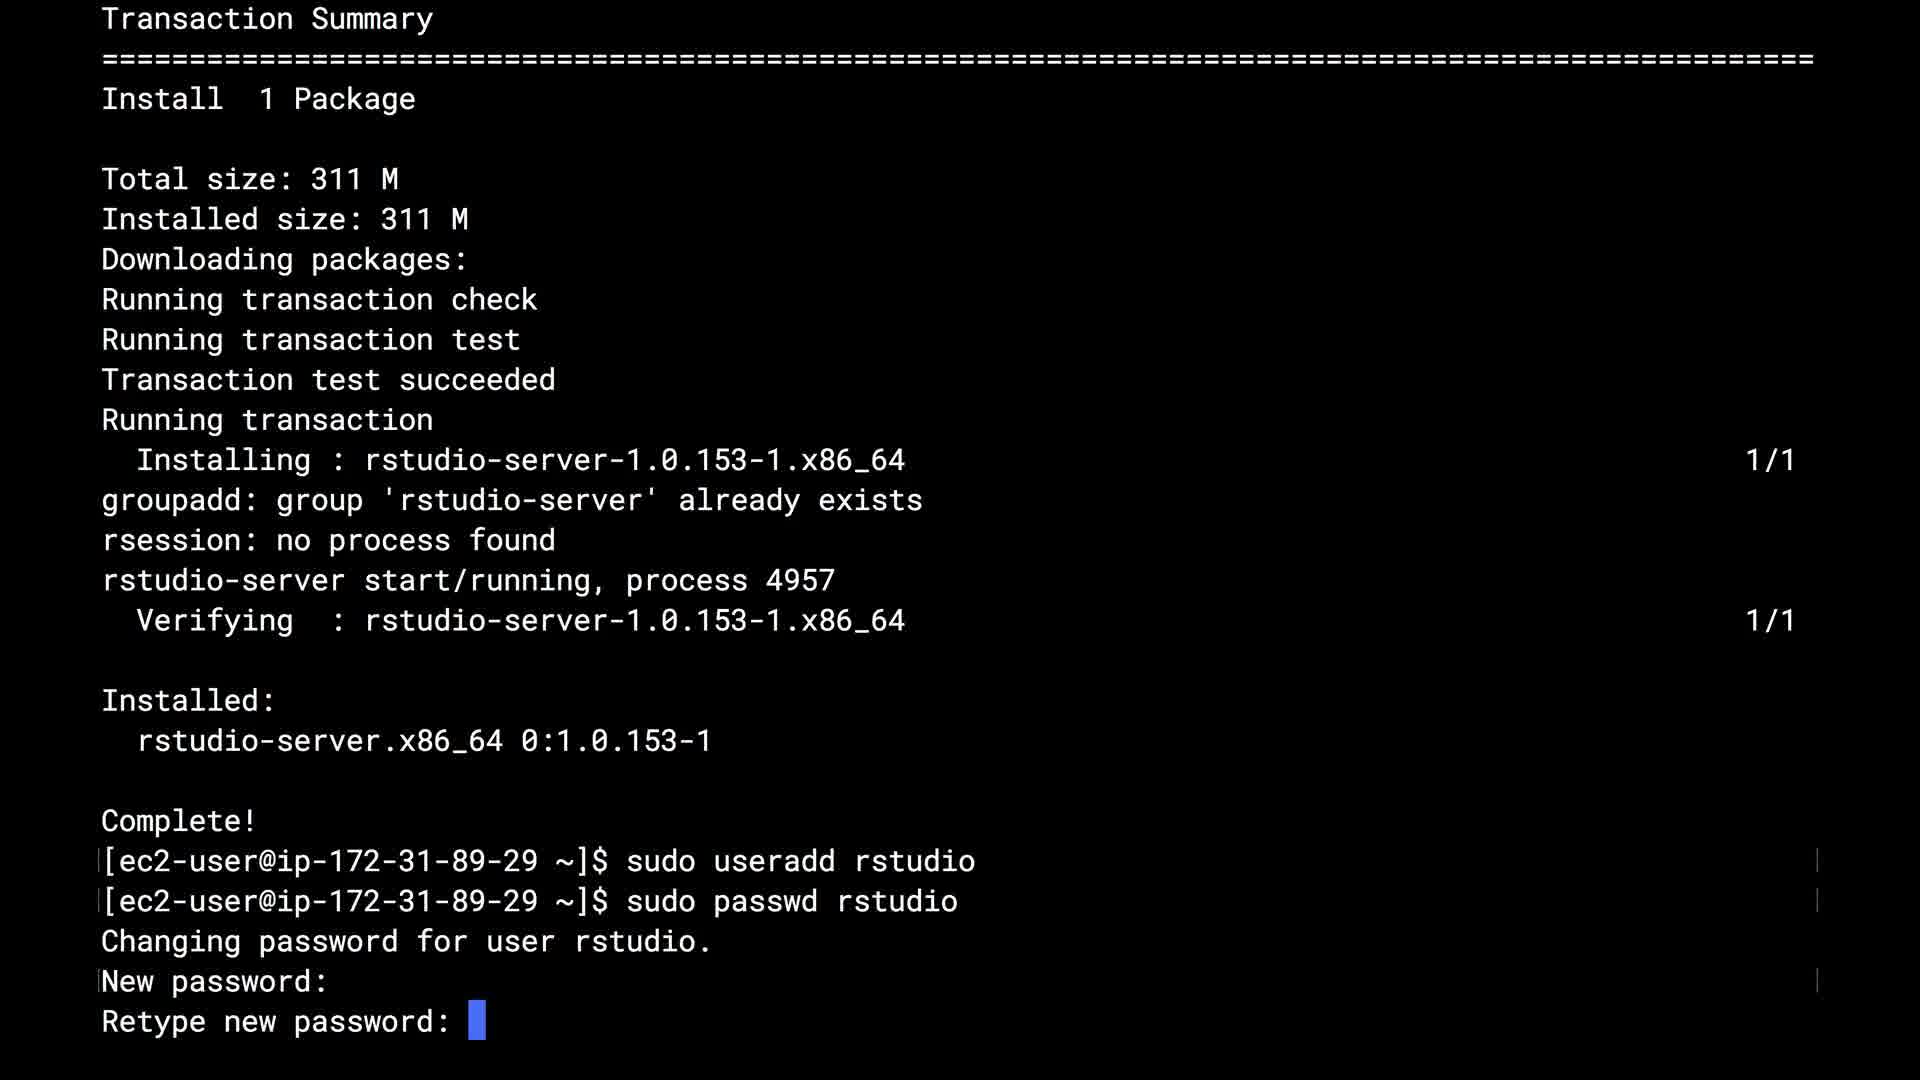 Transaction Summary
==================================================================================================
Install  1 Package
Total size: 311 M
Installed size: 311 M
Downloading packages:
Running transaction check
Running transaction test
Transaction test succeeded
Running transaction
  Installing : rstudio-server-1.0.153-1.x86_64                                                1/1
groupadd: group 'rstudio-server' already exists
rsession: no process found
rstudio-server start/running, process 4957
  Verifying  : rstudio-server-1.0.153-1.x86_64                                                1/1
Installed:
  rstudio-server.x86_64 0:1.0.153-1
Complete!
[ec2-user@ip-172-31-89-29 ~]$ sudo useradd rstudio
[ec2-user@ip-172-31-89-29 ~]$ sudo passwd rstudio
Changing password for user rstudio.
New password:
Retype new password: